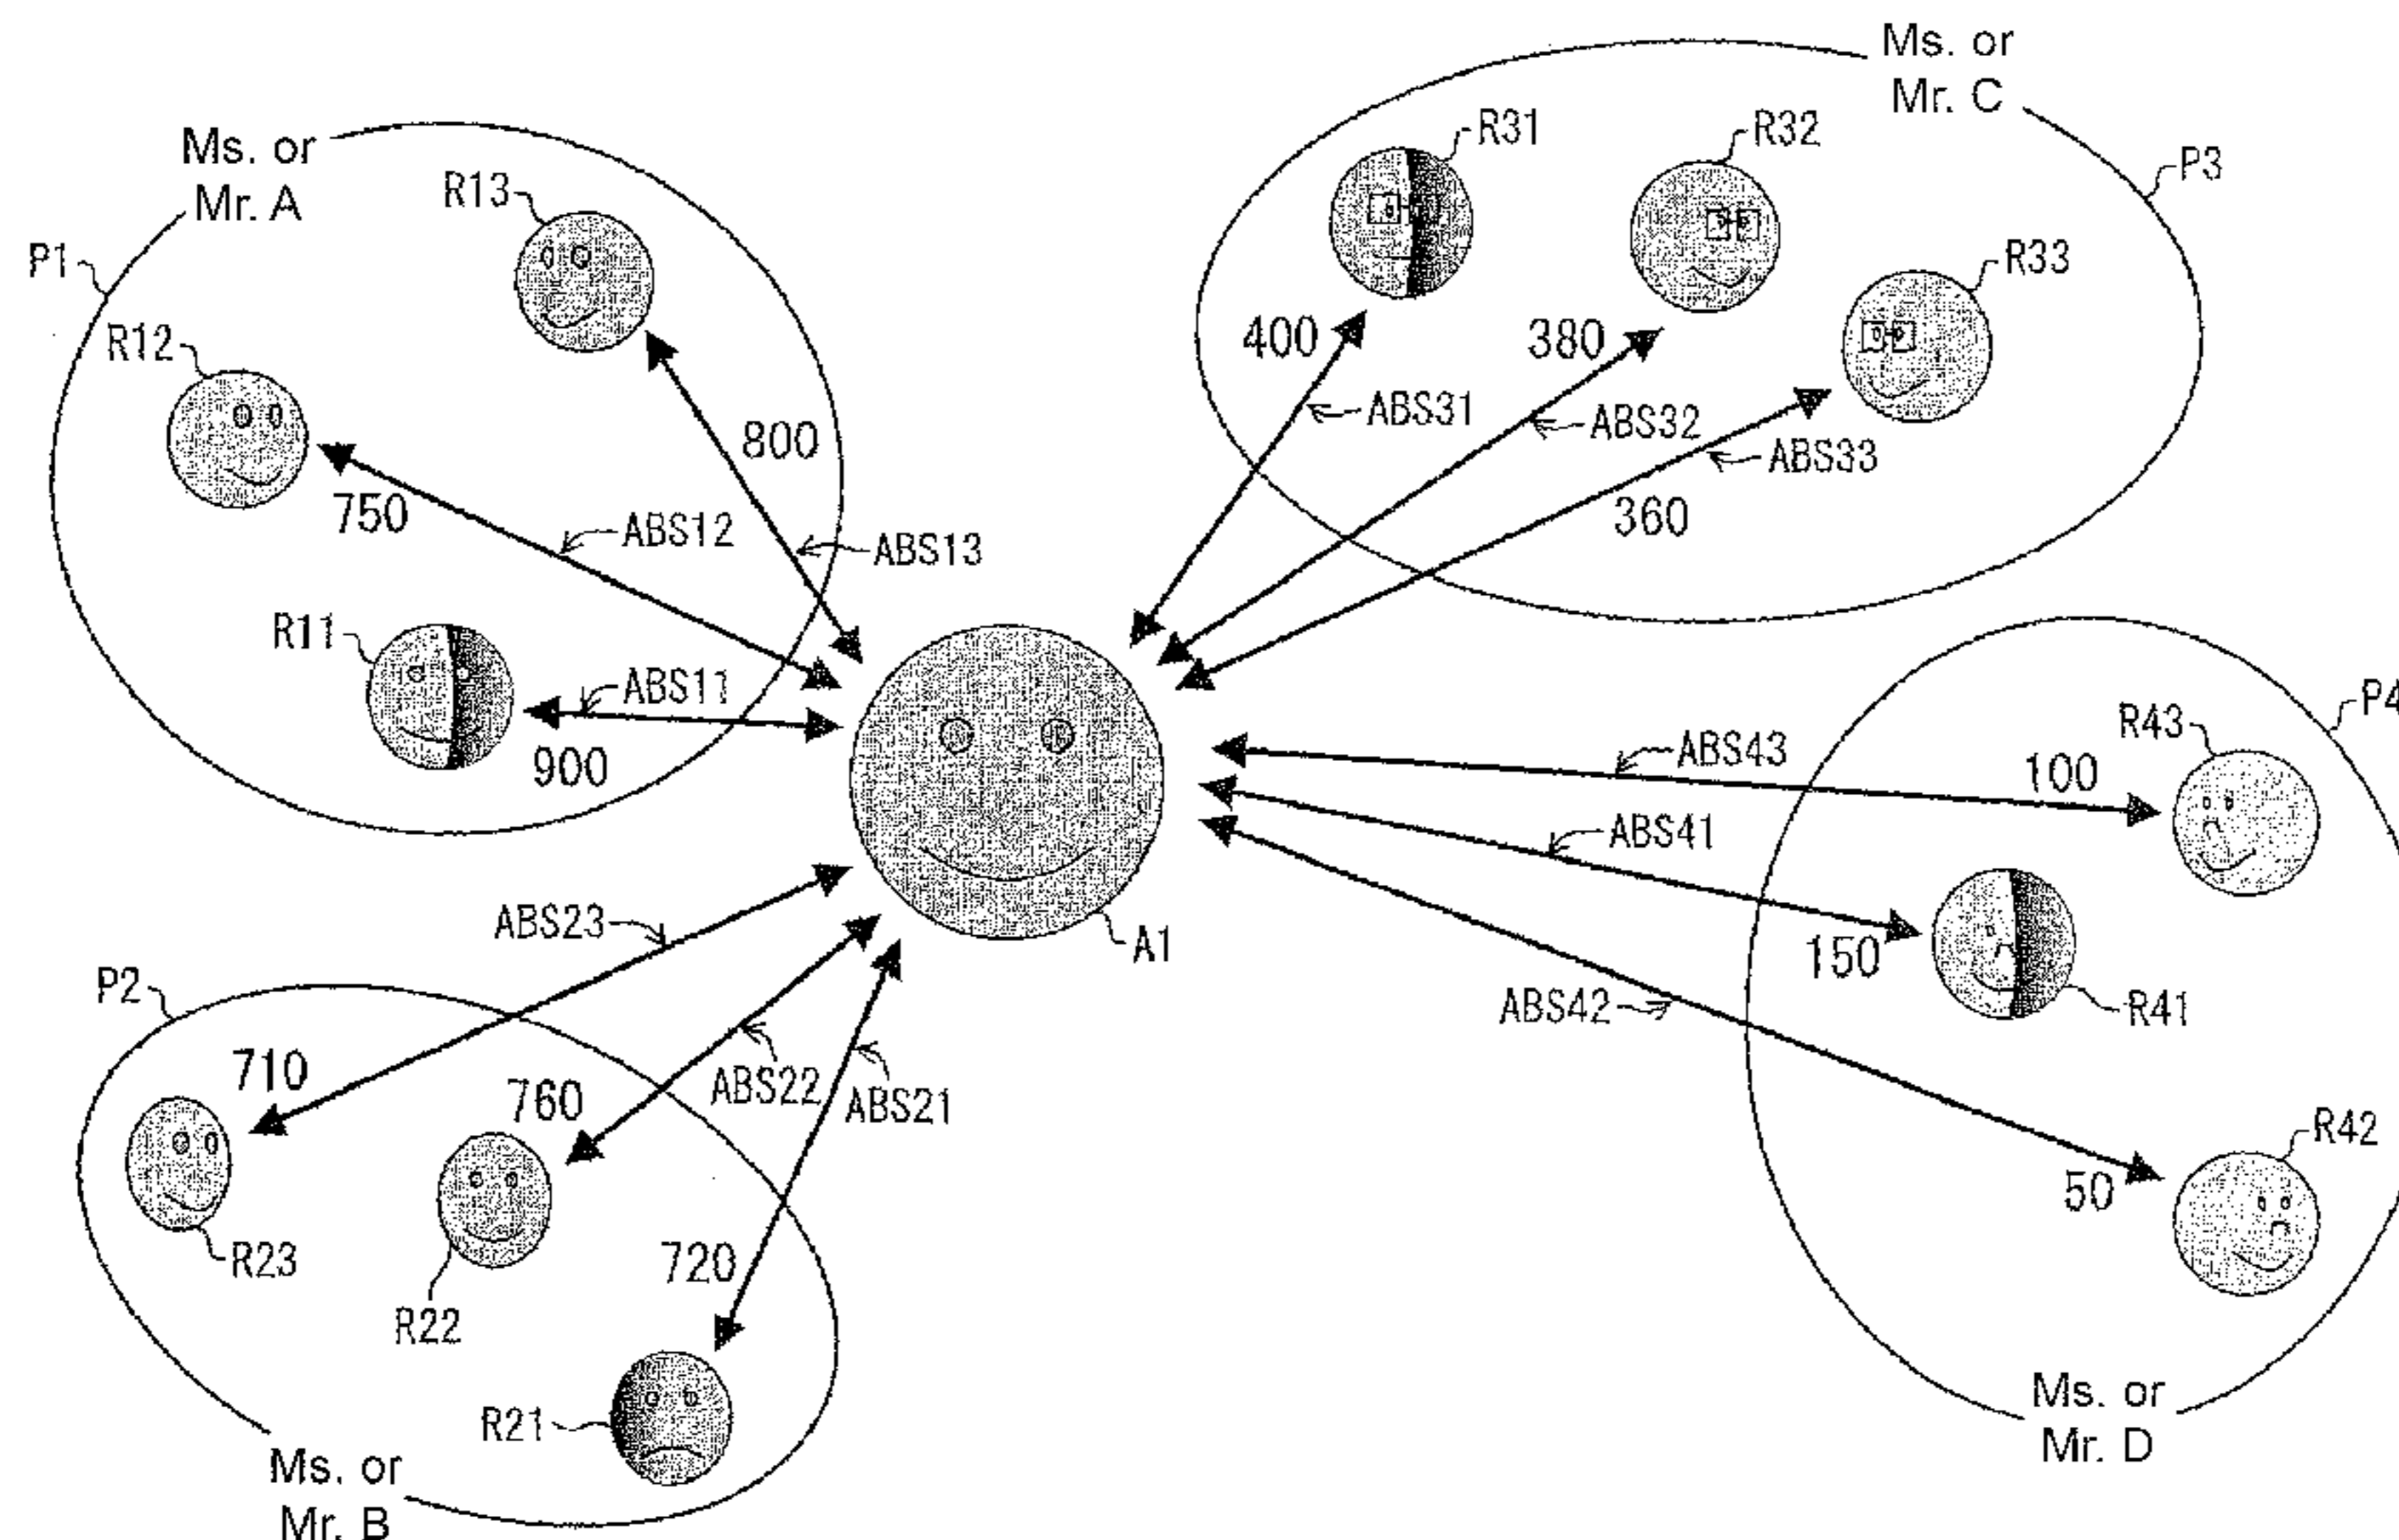 Ms. or
Mr. A
P1
R13
R12
R11
800
750
900
ABS12
ABS13
ABS11
Ms. or
Mr. C
P3
R31
R32
R33
400
380
360
ABS31
ABS32
ABS33
A1
P2
710
760
720
ABS23
ABS22
ABS21
R23
R22
R21
Ms. or
Mr. B
P4
R43
100
ABS43
ABS41
150
R41
ABS42
50
R42
Ms. or
Mr. D